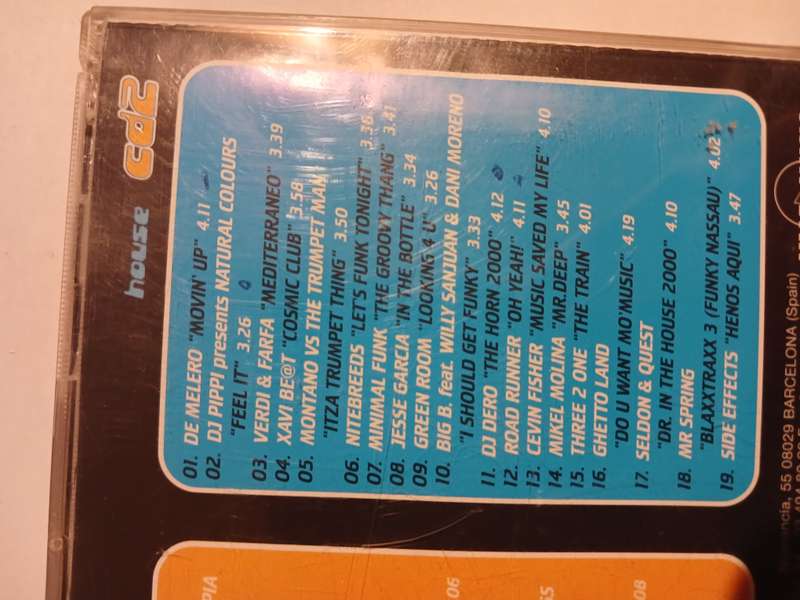 house cd2
01. DE MELERO "MOVIN' UP" 4.11
02. DJ PIPPI presents NATURAL COLOURS
"FEEL IT" 3.26
03. VERDI & FARFA "MEDITERRANEO" 3.39
04. XAVI BE@T "COSMIC CLUB" 3.58
05. MONTANO VS THE TRUMPET MAN
"ITZA TRUMPET THING" 3.50
06. NITEBREEDS "LET'S FUNK TONIGHT" 3.36
07. MINIMAL FUNK "THE GROOVY THANG" 3.41
08. JESSE GARCIA "IN THE BOTTLE" 3.34
09. GREEN ROOM "LOOKING 4 U" 3.26
10. BIG B. feat. WILLY SANJUAN & DANI MORENO
"I SHOULD GET FUNKY" 3.33
11. DJ DERO "THE HORN 2000" 4.12
12. ROAD RUNNER "OH YEAH!" 4.11
13. CEVIN FISHER "MUSIC SAVED MY LIFE" 4.10
14. MIKEL MOLINA "MR.DEEP" 3.45
15. THREE 2 ONE "THE TRAIN" 4.01
16. GHETTO LAND
"DO U WANT MO'MUSIC" 4.19
17. SELDON & QUEST
"DR. IN THE HOUSE 2000" 4.10
18. MR SPRING
"BLAXXTRAXX 3 (FUNKY NASSAU)" 4.02
19. SIDE EFFECTS "HENOS AQUI" 3.47
55 08029 BARCELONA (Spain)
PIA
06
GS
08